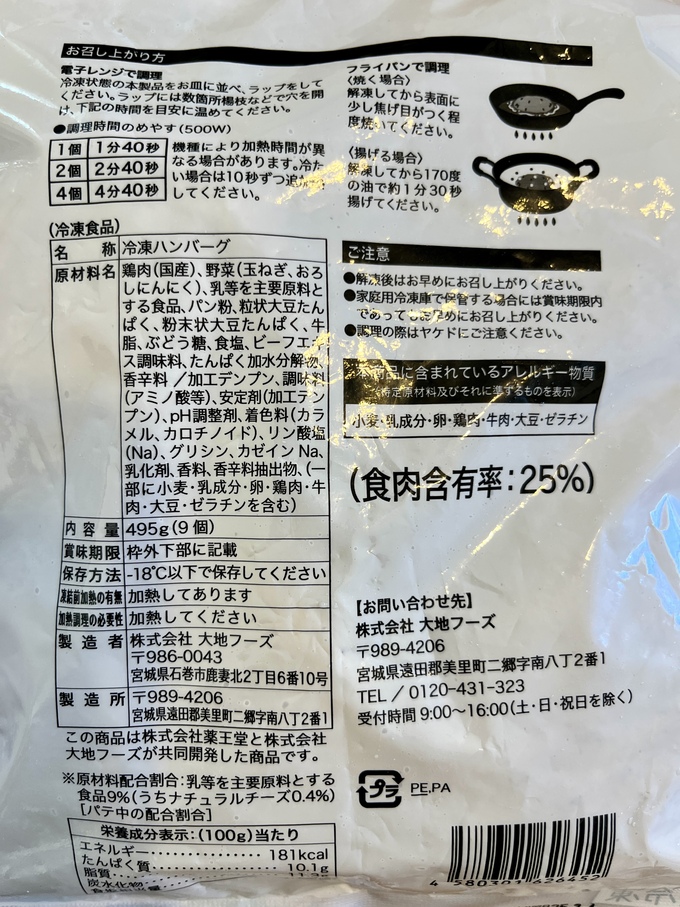 お召し上がり方
電子レンジで調理
冷凍状態の本製品をお皿に並べ、ラップをして
ください。ラップには数箇所楊枝などで穴を開
け、下記の時間を目安に温めてください。
●調理時間のめやす(500W)
1個 1分40秒
2個 2分40秒
4個 4分40秒
機種により加熱時間が異
なる場合があります。冷た
い場合は10秒ずつ追加
してください。
フライパンで調理
〈焼く場合〉
解凍してから表面に
少し焦げ目がつく程
度焼いてください。
〈揚げる場合〉
解凍してから170度
の油で約1分30秒
揚げてください。
(冷凍食品)
名称 冷凍ハンバーグ
原材料名 鶏肉(国産)、野菜(玉ねぎ、おろ
しにんにく)、乳等を主要原料と
する食品、パン粉、粒状大豆たん
ぱく、粉末状大豆たんぱく、牛
脂、ぶどう糖、食塩、ビーフエキ
ス調味料、たんぱく加水分解物、
香辛料/加工デンプン、調味料
(アミノ酸等)、安定剤(加工デン
プン)、pH調整剤、着色料(カラ
メル、カロチノイド)、リン酸塩
(Na)、グリシン、カゼインNa、
乳化剤、香料、香辛料抽出物、(一
部に小麦・乳成分・卵・鶏肉・牛
肉・大豆・ゼラチンを含む)
内容量 495g(9個)
賞味期限 枠外下部に記載
保存方法 -18℃以下で保存してください
凍結前加熱の有無 加熱してあります
加熱調理の必要性 加熱してください
製造者 株式会社 大地フーズ
〒986-0043
宮城県石巻市鹿妻北2丁目6番10号
製造所 〒989-4206
宮城県遠田郡美里町二郷字南八丁2番1
この商品は株式会社薬王堂と株式会社
大地フーズが共同開発した商品です。
※原材料配合割合:乳等を主要原料とする
食品9%(うちナチュラルチーズ0.4%)
[パテ中の配合割合]
栄養成分表示:(100g)当たり
エネルギー・・・・・・・・・・181kcal
たんぱく質・・・・・・・・・・10.1g
脂質
炭水化物
ご注意
●解凍後はお早めにお召し上がりください。
●家庭用冷凍庫で保管する場合には賞味期限内
であってもお早めにお召し上がりください。
●調理の際はヤケドにご注意ください。
本商品に含まれているアレルギー物質
(特定原材料及びそれに準ずるものを表示)
小麦・乳成分・卵・鶏肉・牛肉・大豆・ゼラチン
(食肉含有率:25%)
【お問い合わせ先】
株式会社 大地フーズ
〒989-4206
宮城県遠田郡美里町二郷字南八丁2番1
TEL/0120-431-323
受付時間 9:00〜16:00(土・日・祝日を除く)
プラ PE,PA